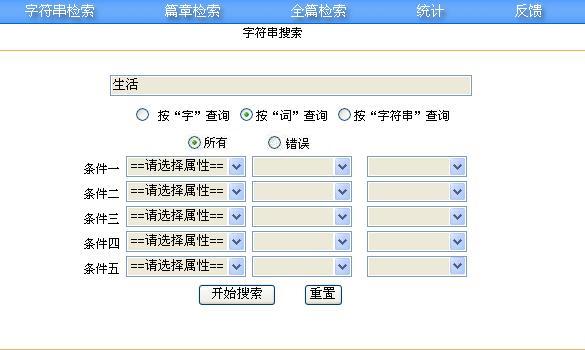 字符串检索 篇章检索 全篇检索 统计 反馈
字符串搜索
生活
按“字”查询 按“词”查询 按“字符串”查询
所有 错误
条件一 ==请选择属性==
条件二 ==请选择属性==
条件三 ==请选择属性==
条件四 ==请选择属性==
条件五 ==请选择属性==
开始搜索 重置